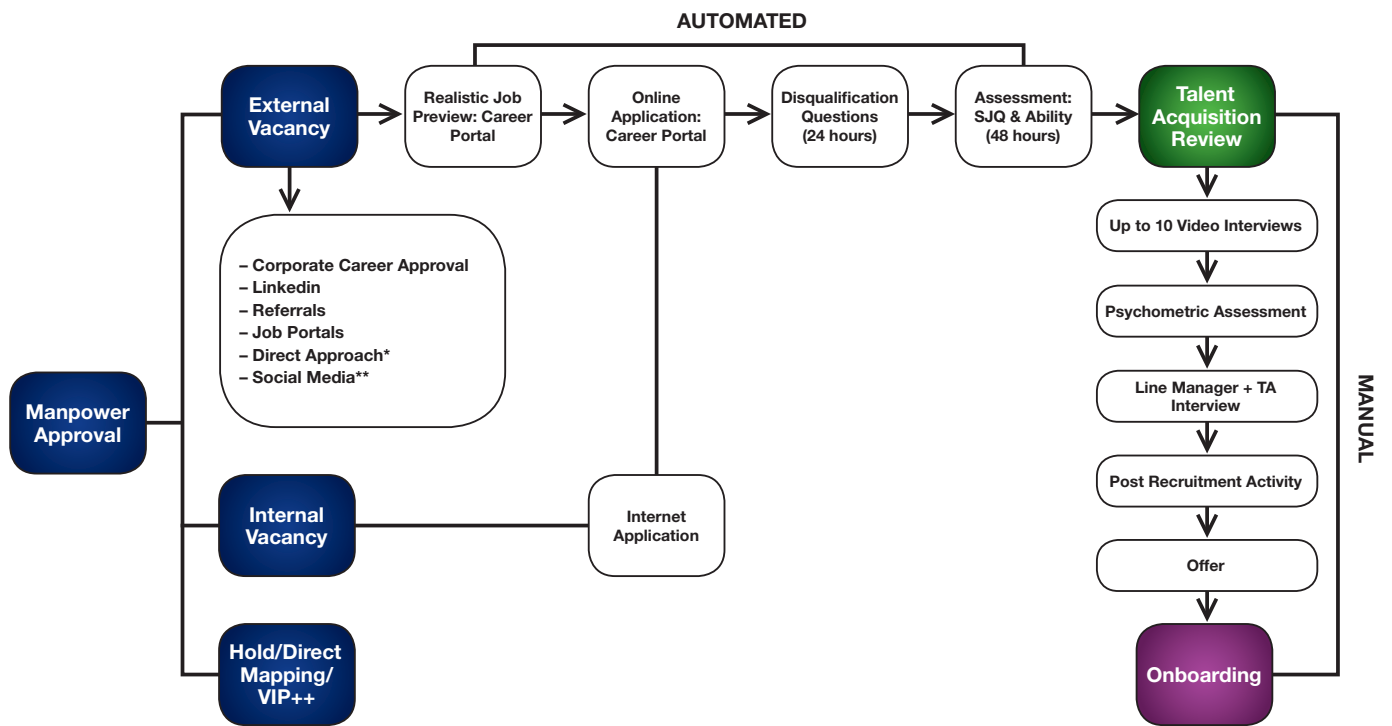 AUTOMATED
External
Vacancy
Realistic Job
Preview: Career
Portal
Online
Application:
Career Portal
Disqualification
Questions
(24 hours)
Assessment:
SJQ & Ability
(48 hours)
Talent
Acquisition
Review
– Corporate Career Approval
– Linkedin
– Referrals
– Job Portals
– Direct Approach*
– Social Media**
Up to 10 Video Interviews
Psychometric Assessment
Line Manager + TA
Interview
Post Recruitment Activity
Offer
Onboarding
MANUAL
Manpower
Approval
Internal
Vacancy
Internet
Application
Hold/Direct
Mapping/
VIP++